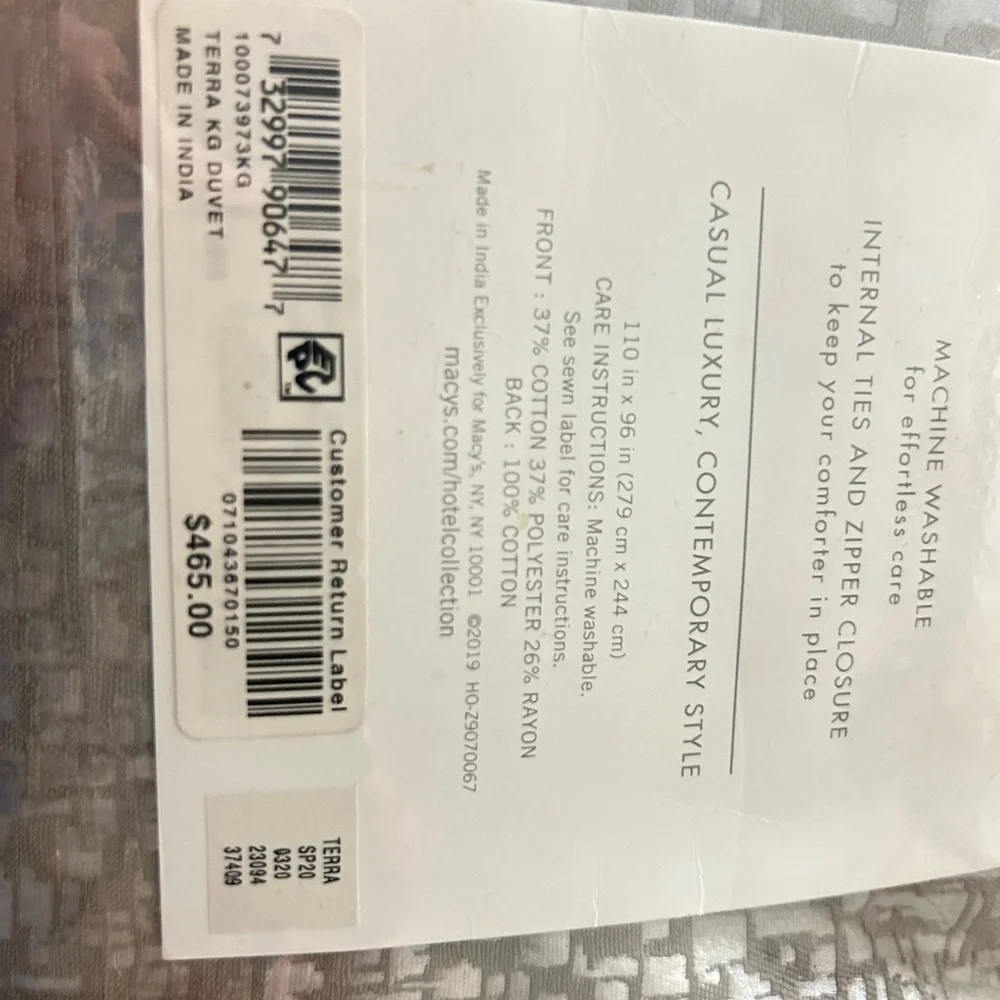 MACHINE WASHABLE
for effortless care
INTERNAL TIES AND ZIPPER CLOSURE
to keep your comforter in place
CASUAL LUXURY, CONTEMPORARY STYLE
110 in x 96 in (279 cm x 244 cm)
CARE INSTRUCTIONS: Machine washable.
See sewn label for care instructions.
FRONT : 37% COTTON 37% POLYESTER 26% RAYON
BACK : 100% COTTON
Made in India Exclusively for Macy's, NY, NY 10001 ©2019 HO-Z9070067
macys.com/hotelcollection
7 32997 90647 7
100073973KG
TERRA KG DUVET
MADE IN INDIA
EPC
TM
Customer Return Label
071043670150
$465.00
TERRA
SP20
0320
23094
37409